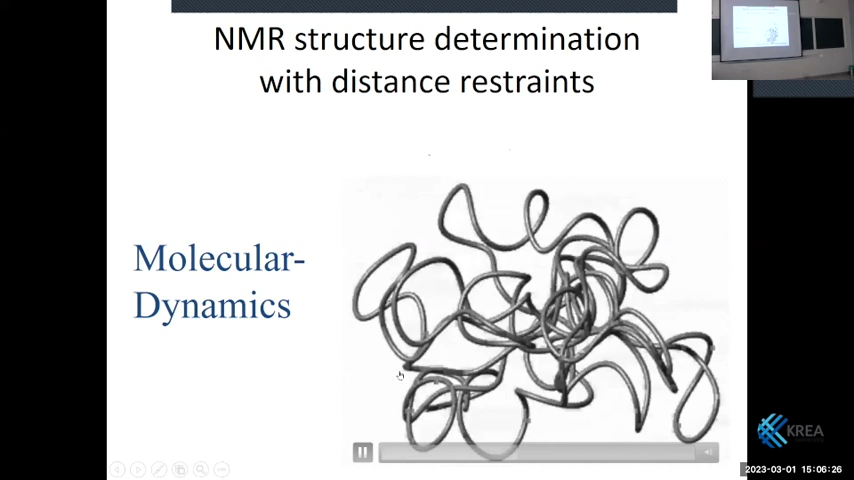 NMR structure determination
with distance restraints
Molecular-
Dynamics
KREA
2023-03-01 15:06:26